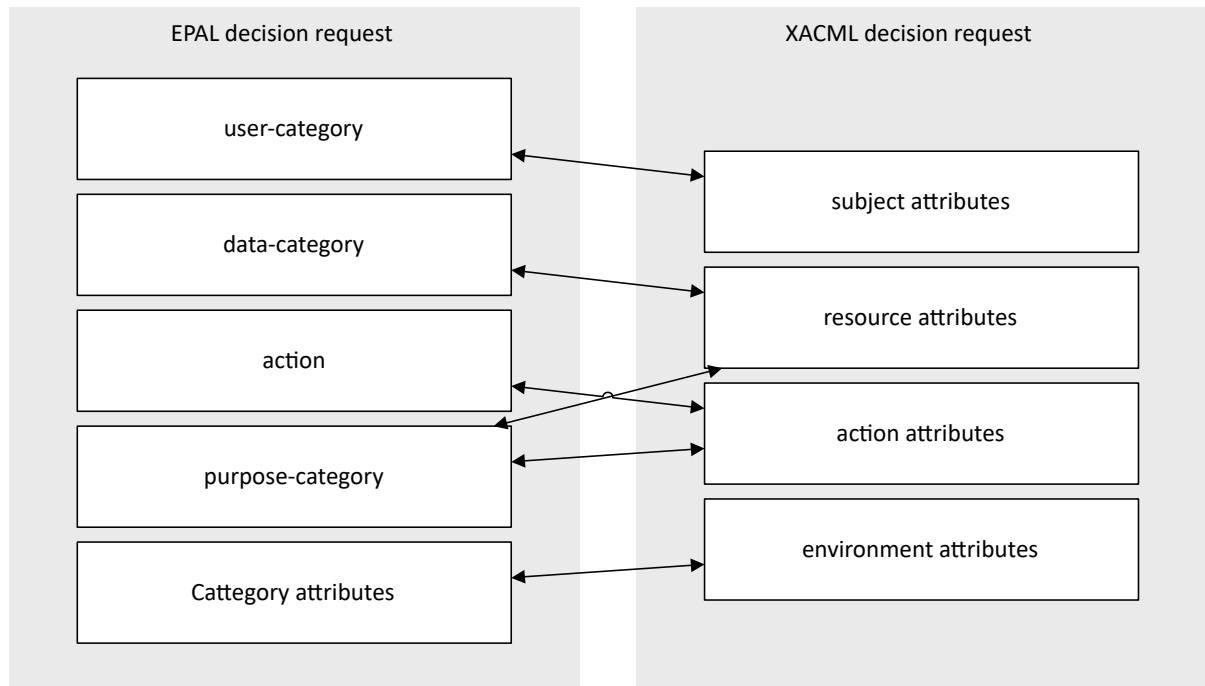 EPAL decision request
user-category
data-category
action
purpose-category
Cattegory attributes
XACML decision request
subject attributes
resource attributes
action attributes
environment attributes